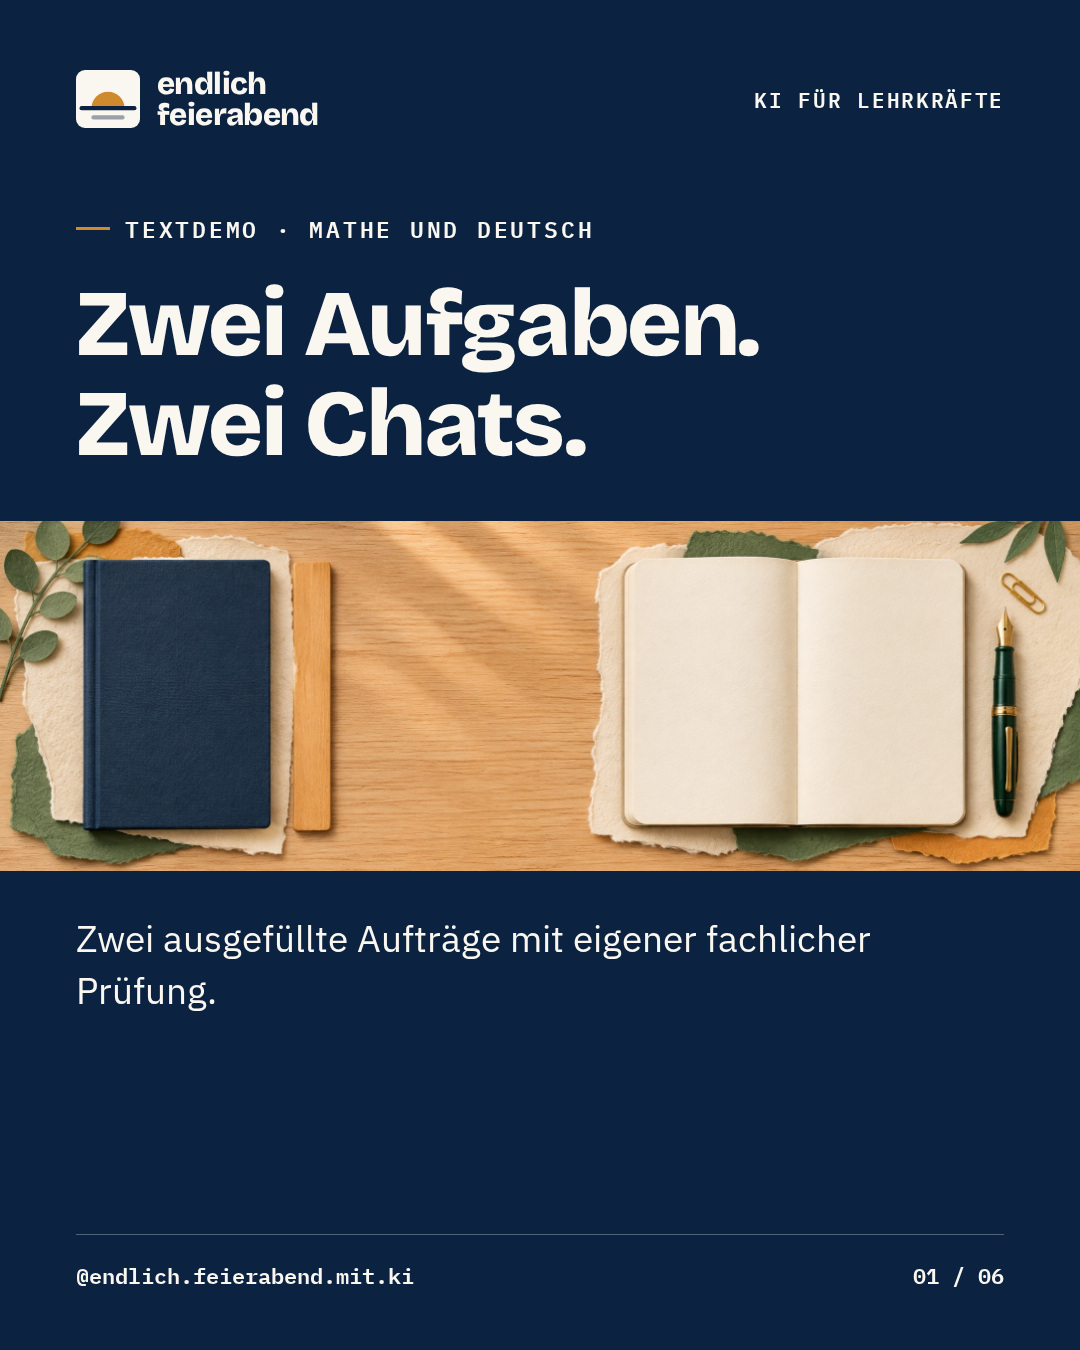 endlich
feierabend
KI FÜR LEHRKRÄFTE
TEXTDEMO · MATHE UND DEUTSCH
Zwei Aufgaben.
Zwei Chats.
Zwei ausgefüllte Aufträge mit eigener fachlicher
Prüfung.
@endlich.feierabend.mit.ki
01 / 06